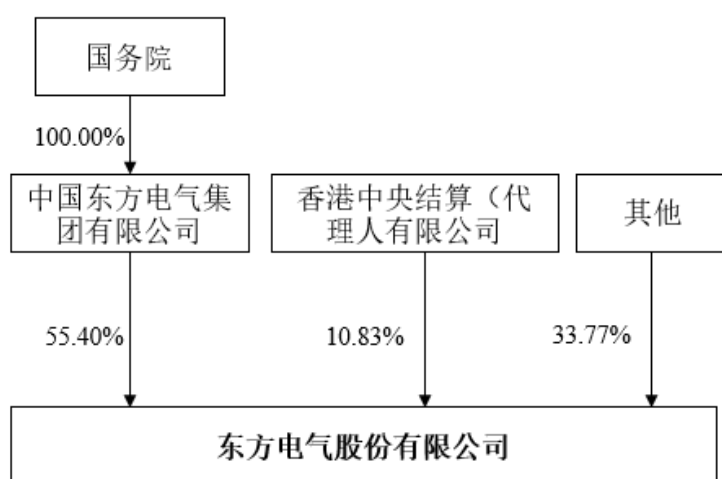 国务院
100.00%
中国东方电气集
团有限公司
香港中央结算（代
理人有限公司
其他
55.40%
10.83%
33.77%
东方电气股份有限公司